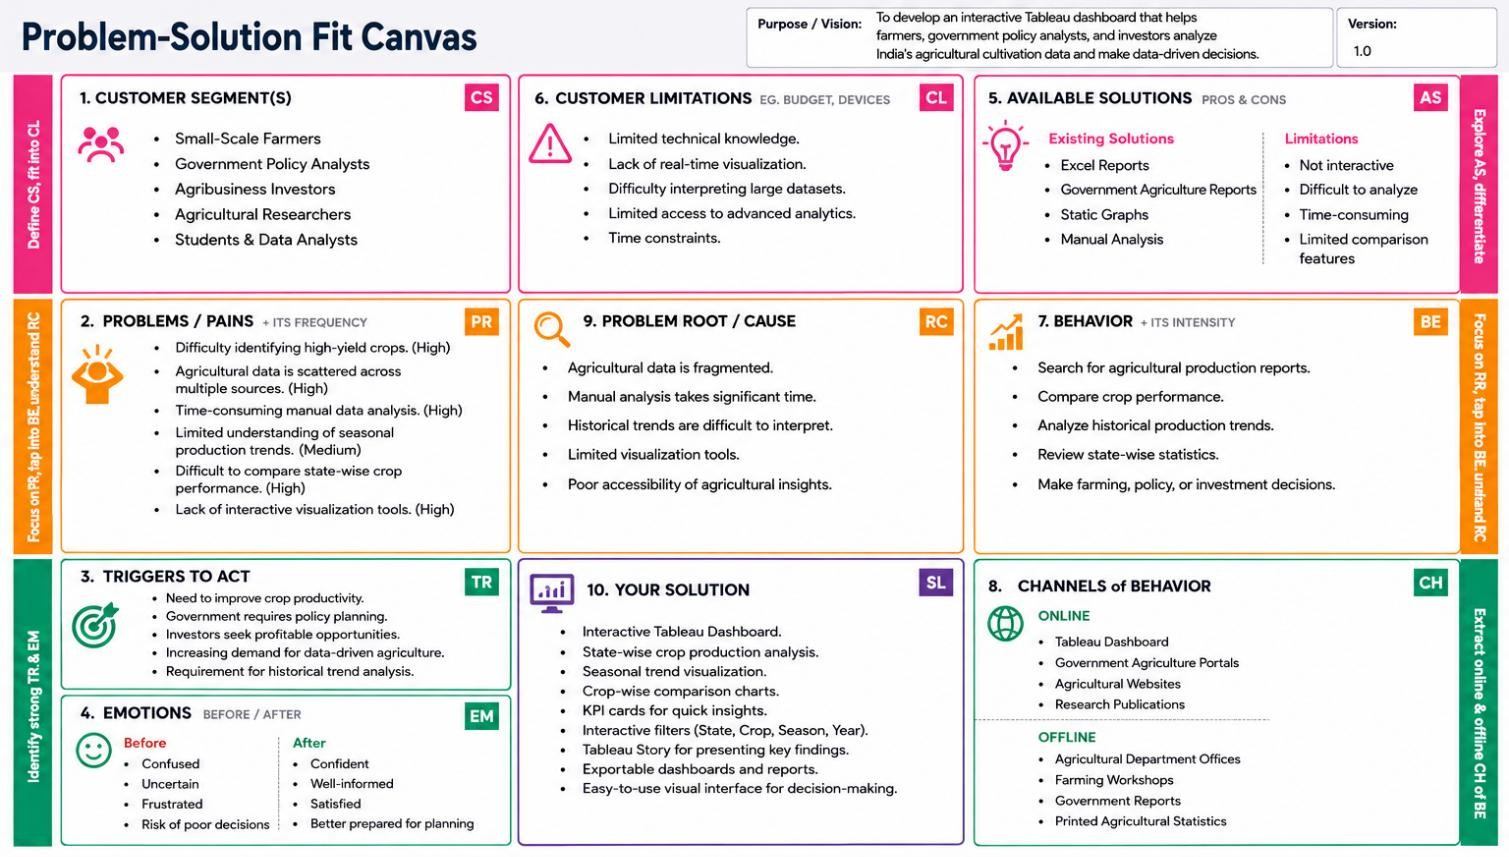 Problem-Solution Fit Canvas
Purpose / Vision:
To develop an interactive Tableau dashboard that helps
farmers, government policy analysts, and investors analyze
India's agricultural cultivation data and make data-driven decisions.
Version:
1.0
Define CS, fit into CL
1. CUSTOMER SEGMENT(S)
CS
• Small-Scale Farmers
• Government Policy Analysts
• Agribusiness Investors
• Agricultural Researchers
• Students & Data Analysts
6. CUSTOMER LIMITATIONS EG. BUDGET, DEVICES
CL
• Limited technical knowledge.
• Lack of real-time visualization.
• Difficulty interpreting large datasets.
• Limited access to advanced analytics.
• Time constraints.
5. AVAILABLE SOLUTIONS PROS & CONS
AS
Existing Solutions
• Excel Reports
• Government Agriculture Reports
• Static Graphs
• Manual Analysis
Limitations
• Not interactive
• Difficult to analyze
• Time-consuming
• Limited comparison
features
Explore AS, differentiate
Focus on PR, tap into BE, understand RC
2. PROBLEMS / PAINS + ITS FREQUENCY
PR
• Difficulty identifying high-yield crops. (High)
• Agricultural data is scattered across
multiple sources. (High)
• Time-consuming manual data analysis. (High)
• Limited understanding of seasonal
production trends. (Medium)
• Difficult to compare state-wise crop
performance. (High)
• Lack of interactive visualization tools. (High)
9. PROBLEM ROOT / CAUSE
RC
• Agricultural data is fragmented.
• Manual analysis takes significant time.
• Historical trends are difficult to interpret.
• Limited visualization tools.
• Poor accessibility of agricultural insights.
7. BEHAVIOR + ITS INTENSITY
BE
• Search for agricultural production reports.
• Compare crop performance.
• Analyze historical production trends.
• Review state-wise statistics.
• Make farming, policy, or investment decisions.
Focus on RR, tap into BE, undrand RC
Identify strong TR & EM
3. TRIGGERS TO ACT
TR
• Need to improve crop productivity.
• Government requires policy planning.
• Investors seek profitable opportunities.
• Increasing demand for data-driven agriculture.
• Requirement for historical trend analysis.
4. EMOTIONS BEFORE / AFTER
EM
Before
• Confused
• Uncertain
• Frustrated
• Risk of poor decisions
After
• Confident
• Well-informed
• Satisfied
• Better prepared for planning
10. YOUR SOLUTION
SL
• Interactive Tableau Dashboard.
• State-wise crop production analysis.
• Seasonal trend visualization.
• Crop-wise comparison charts.
• KPI cards for quick insights.
• Interactive filters (State, Crop, Season, Year).
• Tableau Story for presenting key findings.
• Exportable dashboards and reports.
• Easy-to-use visual interface for decision-making.
8. CHANNELS of BEHAVIOR
CH
ONLINE
• Tableau Dashboard
• Government Agriculture Portals
• Agricultural Websites
• Research Publications
OFFLINE
• Agricultural Department Offices
• Farming Workshops
• Government Reports
• Printed Agricultural Statistics
Extract online & offline CH of BE